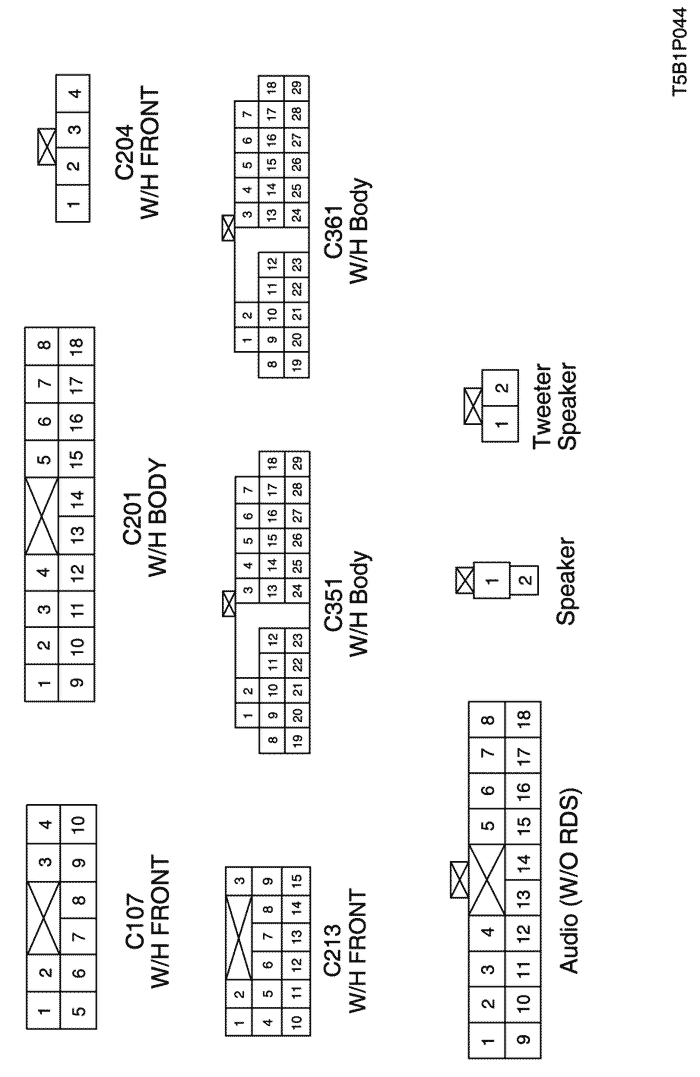 1 2 3 4
5 6 7 8 9 10
C107
W/H FRONT
1 2 3 4 5 6 7 8
9 10 11 12 13 14 15 16 17 18
C201
W/H BODY
1 2 3 4
C204
W/H FRONT
1 2 3
4 5 6 7 8 9
10 11 12 13 14 15
C213
W/H FRONT
1 2 3 4 5 6 7
8 9 10 11 12 13 14 15 16 17 18
19 20 21 22 23 24 25 26 27 28 29
C351
W/H Body
1 2 3 4 5 6 7
8 9 10 11 12 13 14 15 16 17 18
19 20 21 22 23 24 25 26 27 28 29
C361
W/H Body
1 2 3 4 5 6 7 8
9 10 11 12 13 14 15 16 17 18
Audio (W/O RDS)
1
2
Speaker
1 2
Tweeter
Speaker
T5B1P044